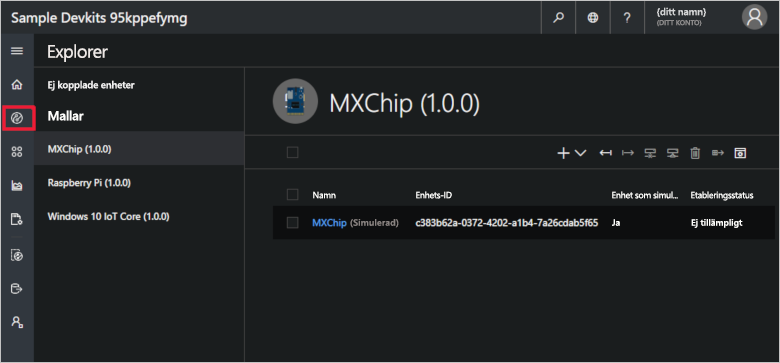 Sample Devkits 95kppefymg
?
(ditt namn)
(DITT KONTO)
Explorer
Ej kopplade enheter
Mallar
MXChip (1.0.0)
Raspberry Pi (1.0.0)
Windows 10 IoT Core (1.0.0)
MXChip (1.0.0)
Namn Enhets-ID Enhet som simul... Etableringsstatus
MXChip (Simulerad) c383b62a-0372-4202-a1b4-7a26cdab5f65 Ja Ej tillämpligt